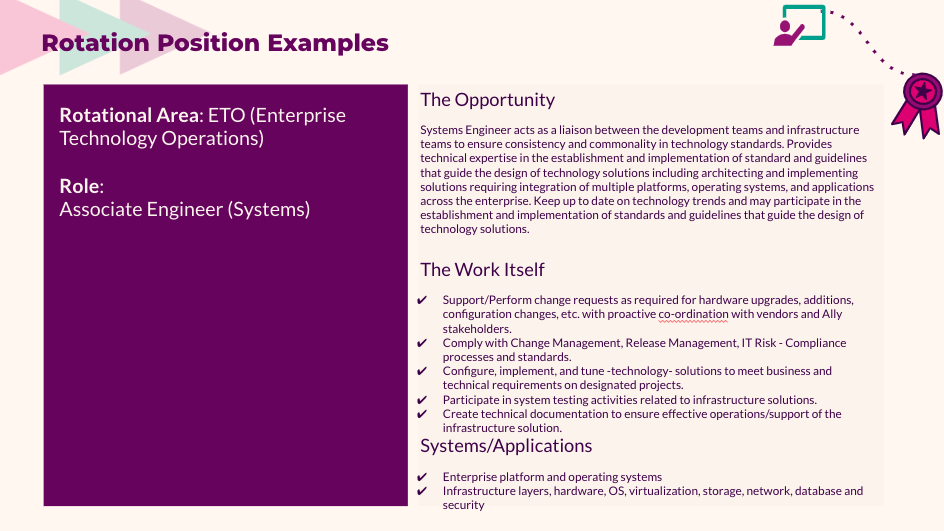 Rotation Position Examples
Rotational Area: ETO (Enterprise
Technology Operations)
Role:
Associate Engineer (Systems)
The Opportunity
Systems Engineer acts as a liaison between the development teams and infrastructure
teams to ensure consistency and commonality in technology standards. Provides
technical expertise in the establishment and implementation of standard and guidelines
that guide the design of technology solutions including architecting and implementing
solutions requiring integration of multiple platforms, operating systems, and applications
across the enterprise. Keep up to date on technology trends and may participate in the
establishment and implementation of standards and guidelines that guide the design of
technology solutions.
The Work Itself
✔ Support/Perform change requests as required for hardware upgrades, additions,
configuration changes, etc. with proactive co-ordination with vendors and Ally
stakeholders.
✔ Comply with Change Management, Release Management, IT Risk - Compliance
processes and standards.
✔ Configure, implement, and tune -technology- solutions to meet business and
technical requirements on designated projects.
✔ Participate in system testing activities related to infrastructure solutions.
✔ Create technical documentation to ensure effective operations/support of the
infrastructure solution.
Systems/Applications
✔ Enterprise platform and operating systems
✔ Infrastructure layers, hardware, OS, virtualization, storage, network, database and
security